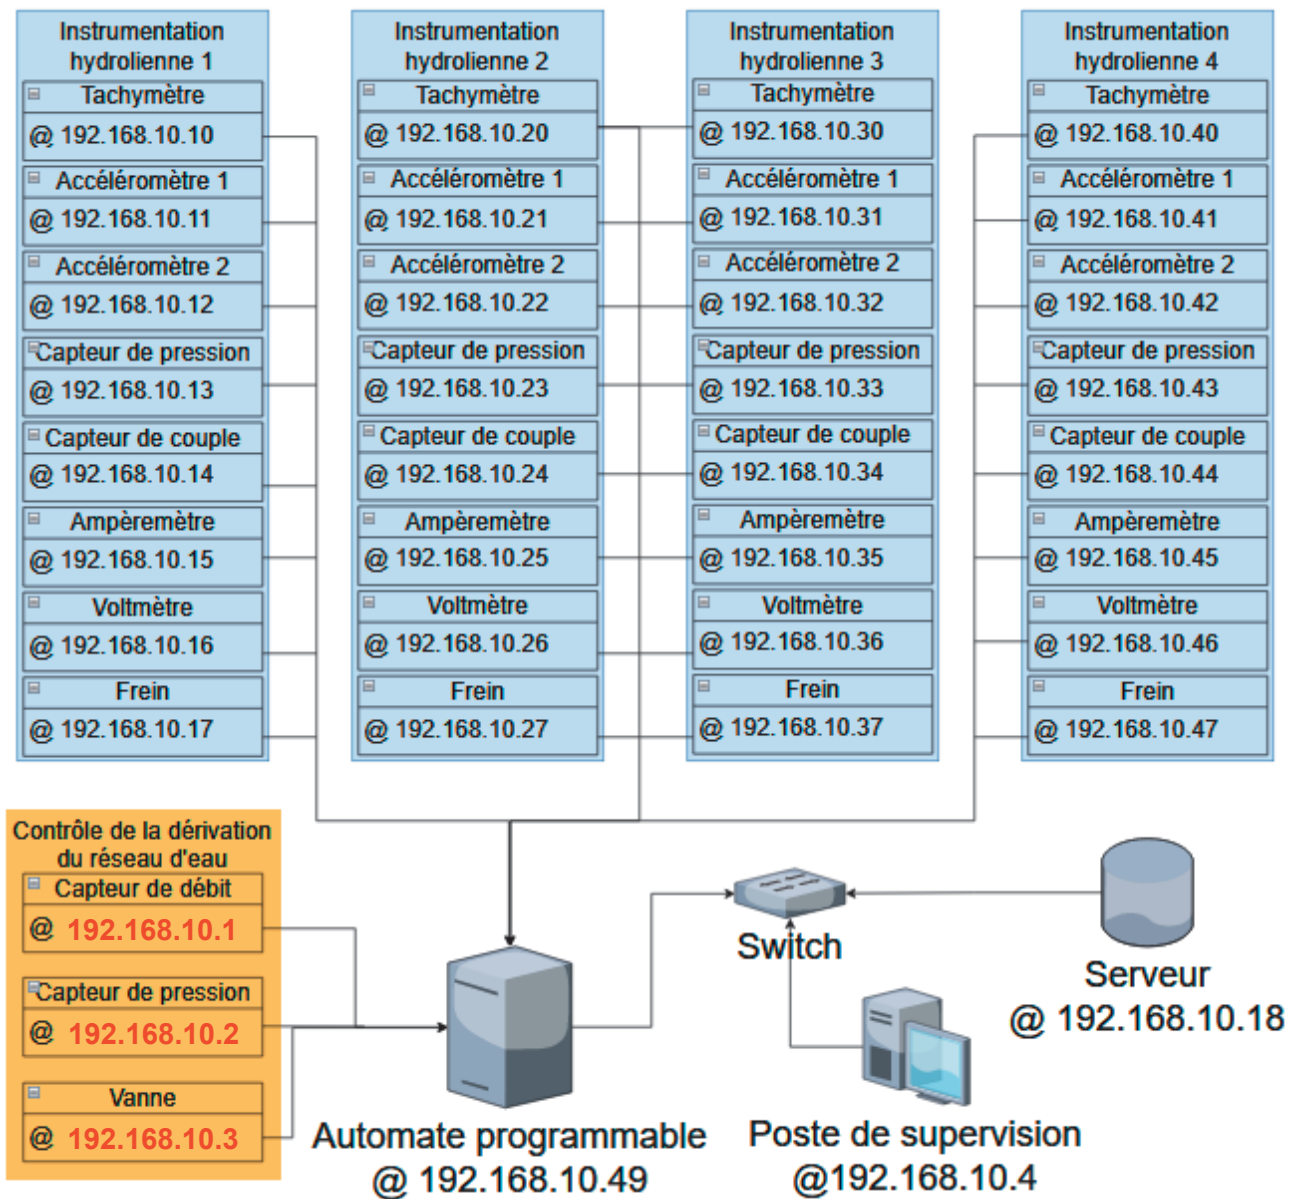 Instrumentation
hydrolienne 1
Tachymètre
@ 192.168.10.10
Accéléromètre 1
@ 192.168.10.11
Accéléromètre 2
@ 192.168.10.12
Capteur de pression
@ 192.168.10.13
Capteur de couple
@ 192.168.10.14
Ampèremètre
@ 192.168.10.15
Voltmètre
@ 192.168.10.16
Frein
@ 192.168.10.17
Instrumentation
hydrolienne 2
Tachymètre
@ 192.168.10.20
Accéléromètre 1
@ 192.168.10.21
Accéléromètre 2
@ 192.168.10.22
Capteur de pression
@ 192.168.10.23
Capteur de couple
@ 192.168.10.24
Ampèremètre
@ 192.168.10.25
Voltmètre
@ 192.168.10.26
Frein
@ 192.168.10.27
Instrumentation
hydrolienne 3
Tachymètre
@ 192.168.10.30
Accéléromètre 1
@ 192.168.10.31
Accéléromètre 2
@ 192.168.10.32
Capteur de pression
@ 192.168.10.33
Capteur de couple
@ 192.168.10.34
Ampèremètre
@ 192.168.10.35
Voltmètre
@ 192.168.10.36
Frein
@ 192.168.10.37
Instrumentation
hydrolienne 4
Tachymètre
@ 192.168.10.40
Accéléromètre 1
@ 192.168.10.41
Accéléromètre 2
@ 192.168.10.42
Capteur de pression
@ 192.168.10.43
Capteur de couple
@ 192.168.10.44
Ampèremètre
@ 192.168.10.45
Voltmètre
@ 192.168.10.46
Frein
@ 192.168.10.47
Contrôle de la dérivation
du réseau d'eau
Capteur de débit
@ 192.168.10.1
Capteur de pression
@ 192.168.10.2
Vanne
@ 192.168.10.3
Automate programmable
@ 192.168.10.49
Switch
Poste de supervision
@192.168.10.4
Serveur
@ 192.168.10.18